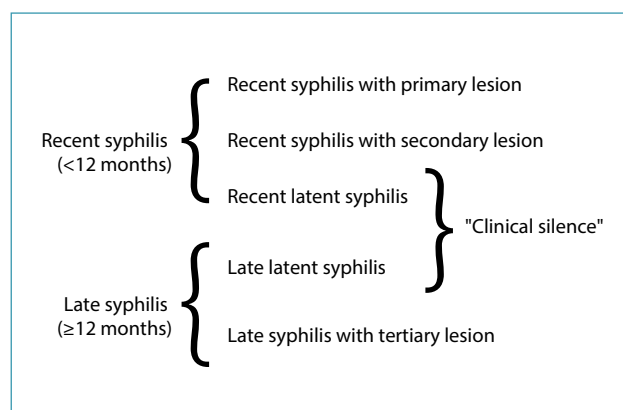 Recent syphilis with primary lesion
Recent syphilis
(<12 months)
Recent syphilis with secondary lesion
Recent latent syphilis
"Clinical silence"
Late latent syphilis
Late syphilis
(≥12 months)
Late syphilis with tertiary lesion